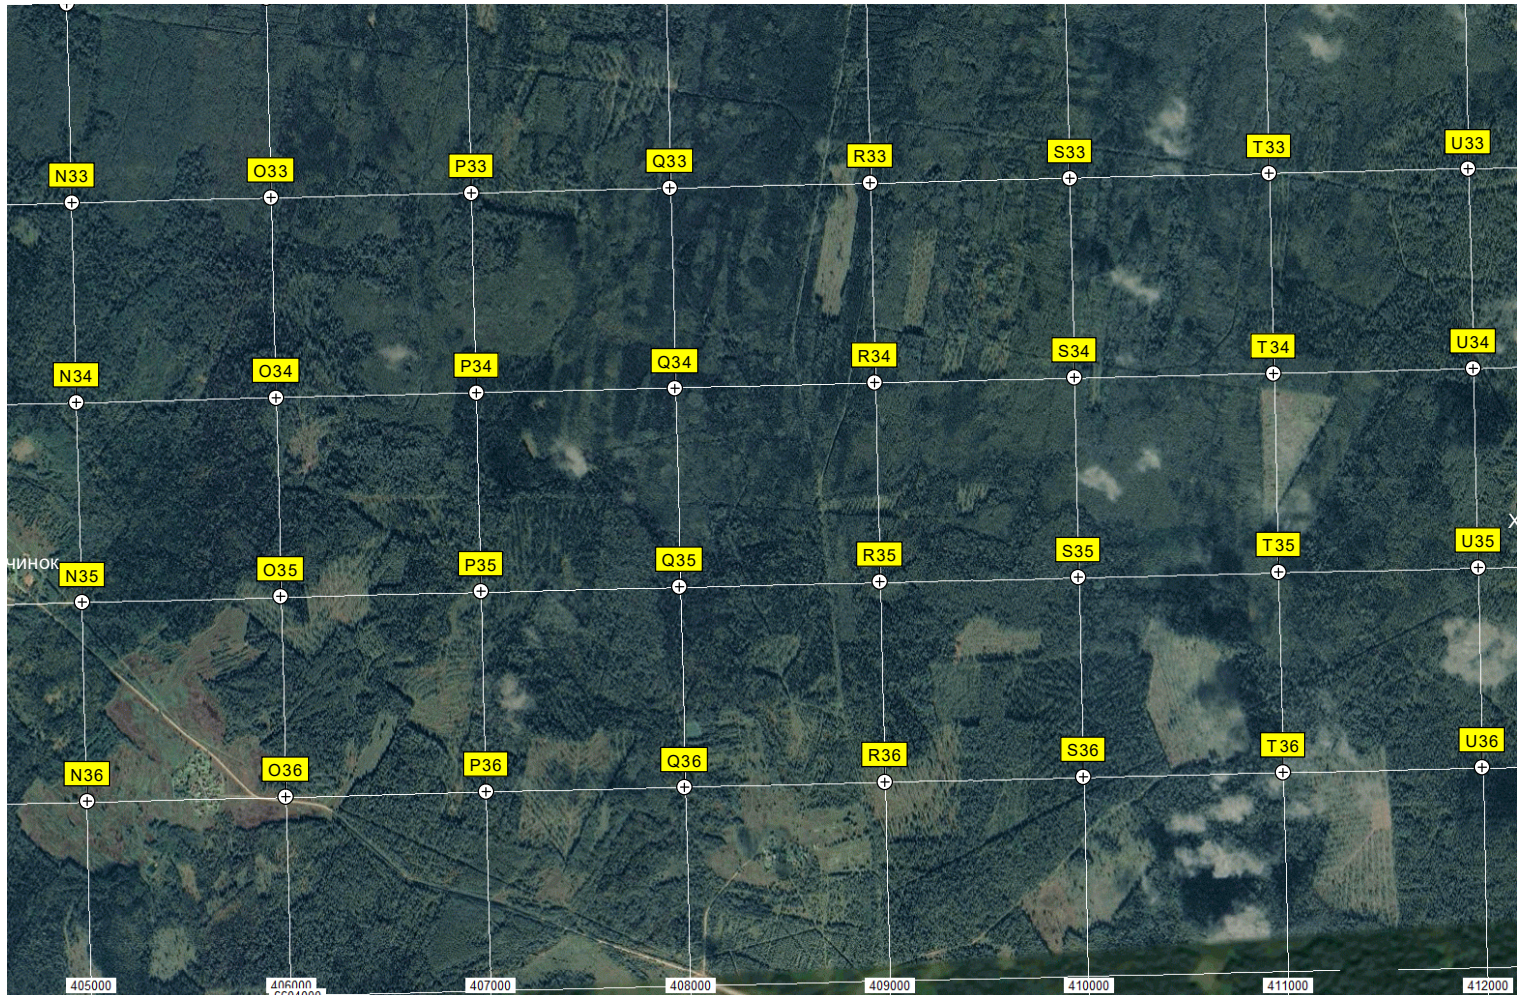 N33 O33 P33 Q33 R33 S33 T33 U33
N34 O34 P34 Q34 R34 S34 T34 U34
Х
чинок N35 O35 P35 Q35 R35 S35 T35 U35
N36 O36 P36 Q36 R36 S36 T36 U36
405000 406000 407000 408000 409000 410000 411000 412000